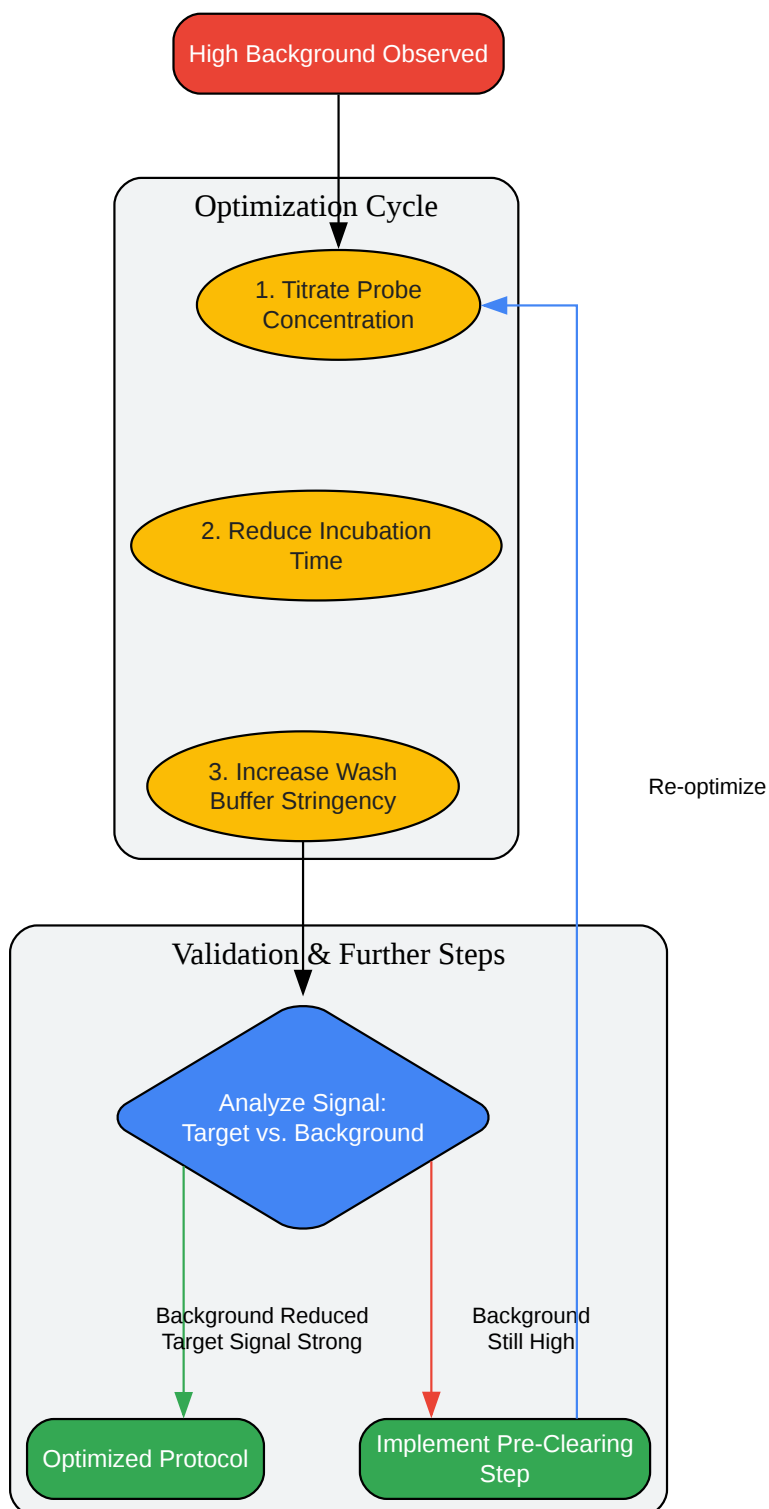 High Background Observed
Optimization Cycle
1. Titrate Probe
Concentration
2. Reduce Incubation
Time
3. Increase Wash
Buffer Stringency
Re-optimize
Validation & Further Steps
Analyze Signal:
Target vs. Background
Background Reduced
Target Signal Strong
Background
Still High
Optimized Protocol
Implement Pre-Clearing
Step